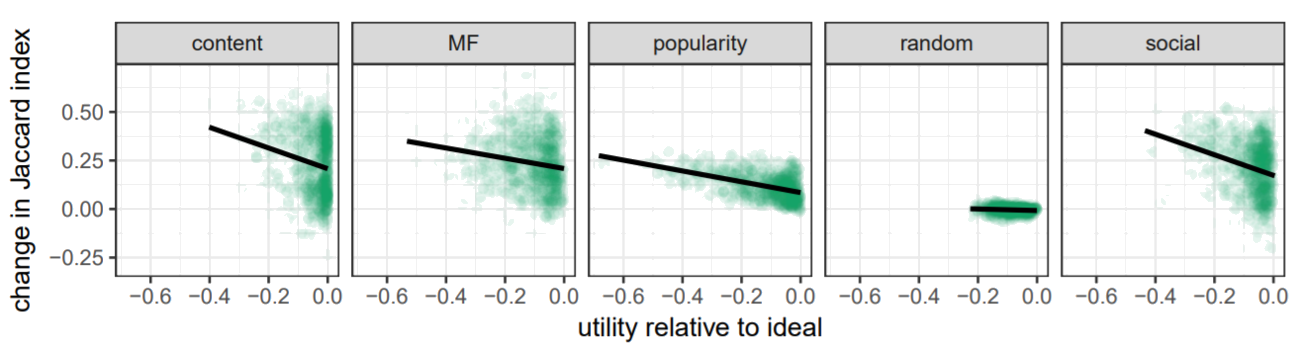 content MF popularity random social
change in Jaccard index
0.50
0.25
0.00
−0.25
−0.6 −0.4 −0.2 0.0 −0.6 −0.4 −0.2 0.0 −0.6 −0.4 −0.2 0.0 −0.6 −0.4 −0.2 0.0 −0.6 −0.4 −0.2 0.0
utility relative to ideal